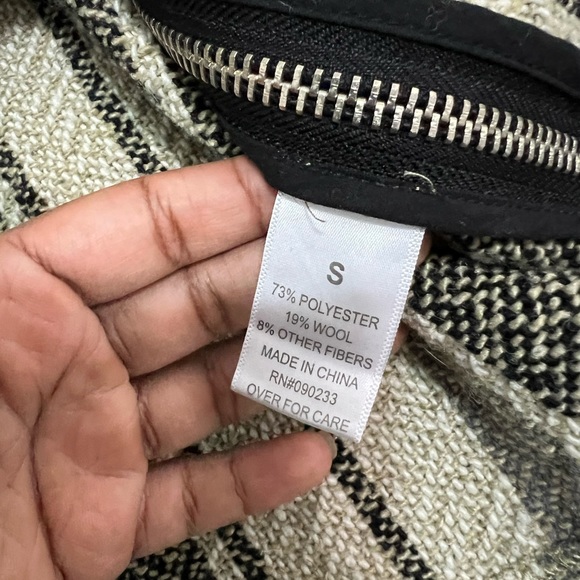 S
73% POLYESTER
19% WOOL
8% OTHER FIBERS
MADE IN CHINA
RN#090233
OVER FOR CARE